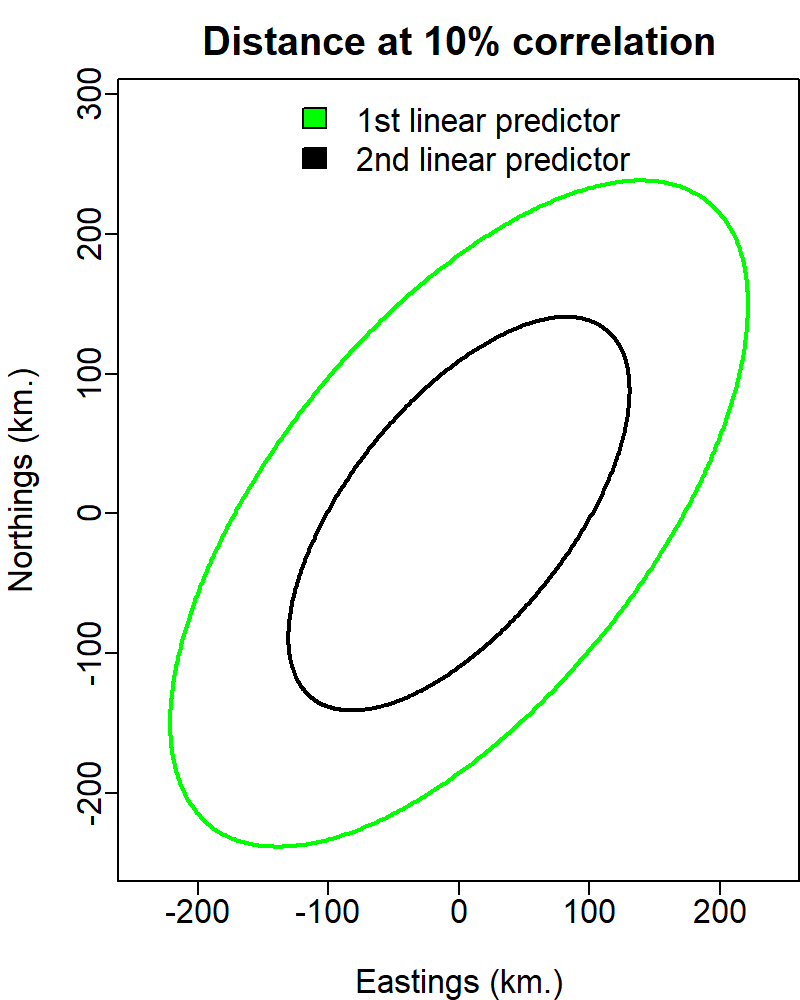 Distance at 10% correlation
1st linear predictor
2nd linear predictor
Northings (km.)
300
200
100
0
-100
-200
-200 -100 0 100 200
Eastings (km.)